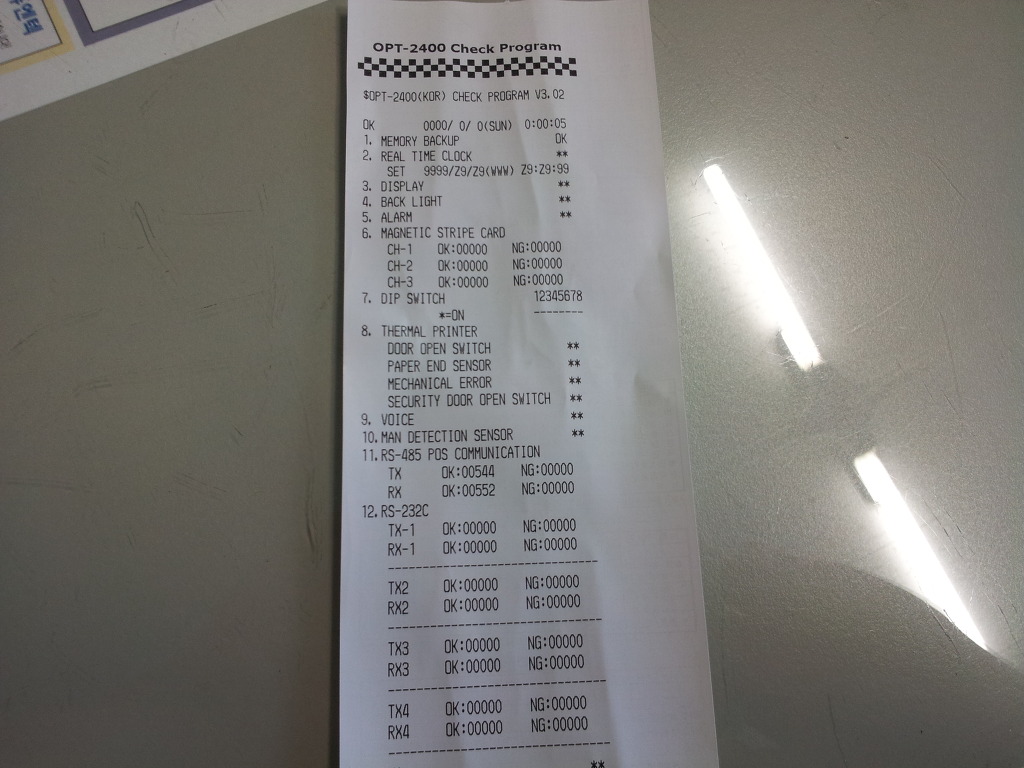 OPT-2400 Check Program
$OPT-2400(KOR) CHECK PROGRAM V3.02
OK 0000/ 0/ 0(SUN) 0:00:05
1. MEMORY BACKUP OK
2. REAL TIME CLOCK **
SET 9999/Z9/Z9(WWW) Z9:Z9:99
3. DISPLAY **
4. BACK LIGHT **
5. ALARM **
6. MAGNETIC STRIPE CARD
CH-1 OK:00000 NG:00000
CH-2 OK:00000 NG:00000
CH-3 OK:00000 NG:00000
7. DIP SWITCH 12345678
*=ON --------
8. THERMAL PRINTER
DOOR OPEN SWITCH **
PAPER END SENSOR **
MECHANICAL ERROR **
SECURITY DOOR OPEN SWITCH **
9. VOICE **
10. MAN DETECTION SENSOR **
11. RS-485 POS COMMUNICATION
TX OK:00544 NG:00000
RX OK:00552 NG:00000
12. RS-232C
TX-1 OK:00000 NG:00000
RX-1 OK:00000 NG:00000
TX2 OK:00000 NG:00000
RX2 OK:00000 NG:00000
TX3 OK:00000 NG:00000
RX3 OK:00000 NG:00000
TX4 OK:00000 NG:00000
RX4 OK:00000 NG:00000
**